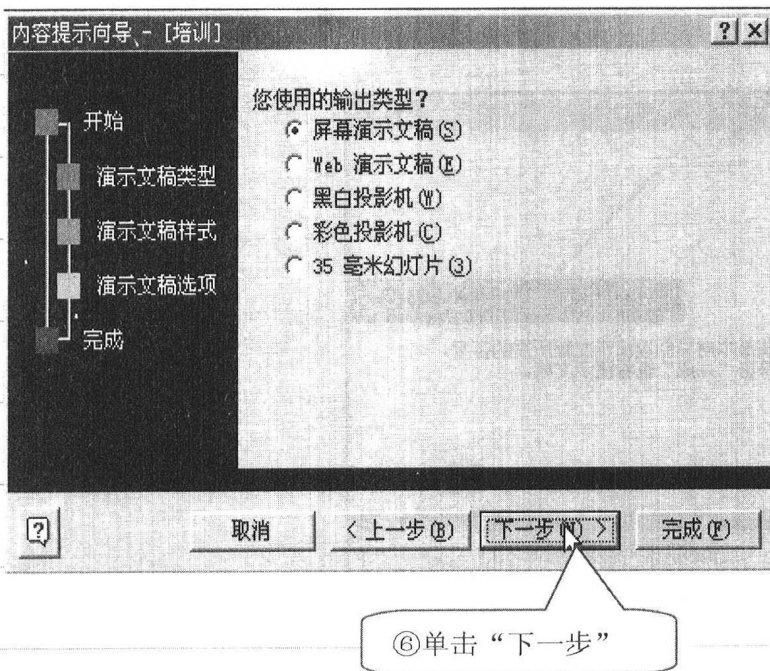 内容提示向导 - [培训]
开始
演示文稿类型
演示文稿样式
演示文稿选项
完成
您使用的输出类型？
屏幕演示文稿(S)
Web 演示文稿(E)
黑白投影机(W)
彩色投影机(C)
35 毫米幻灯片(3)
取消
< 上一步(B)
下一步(N) >
完成(F)
⑥单击“下一步”